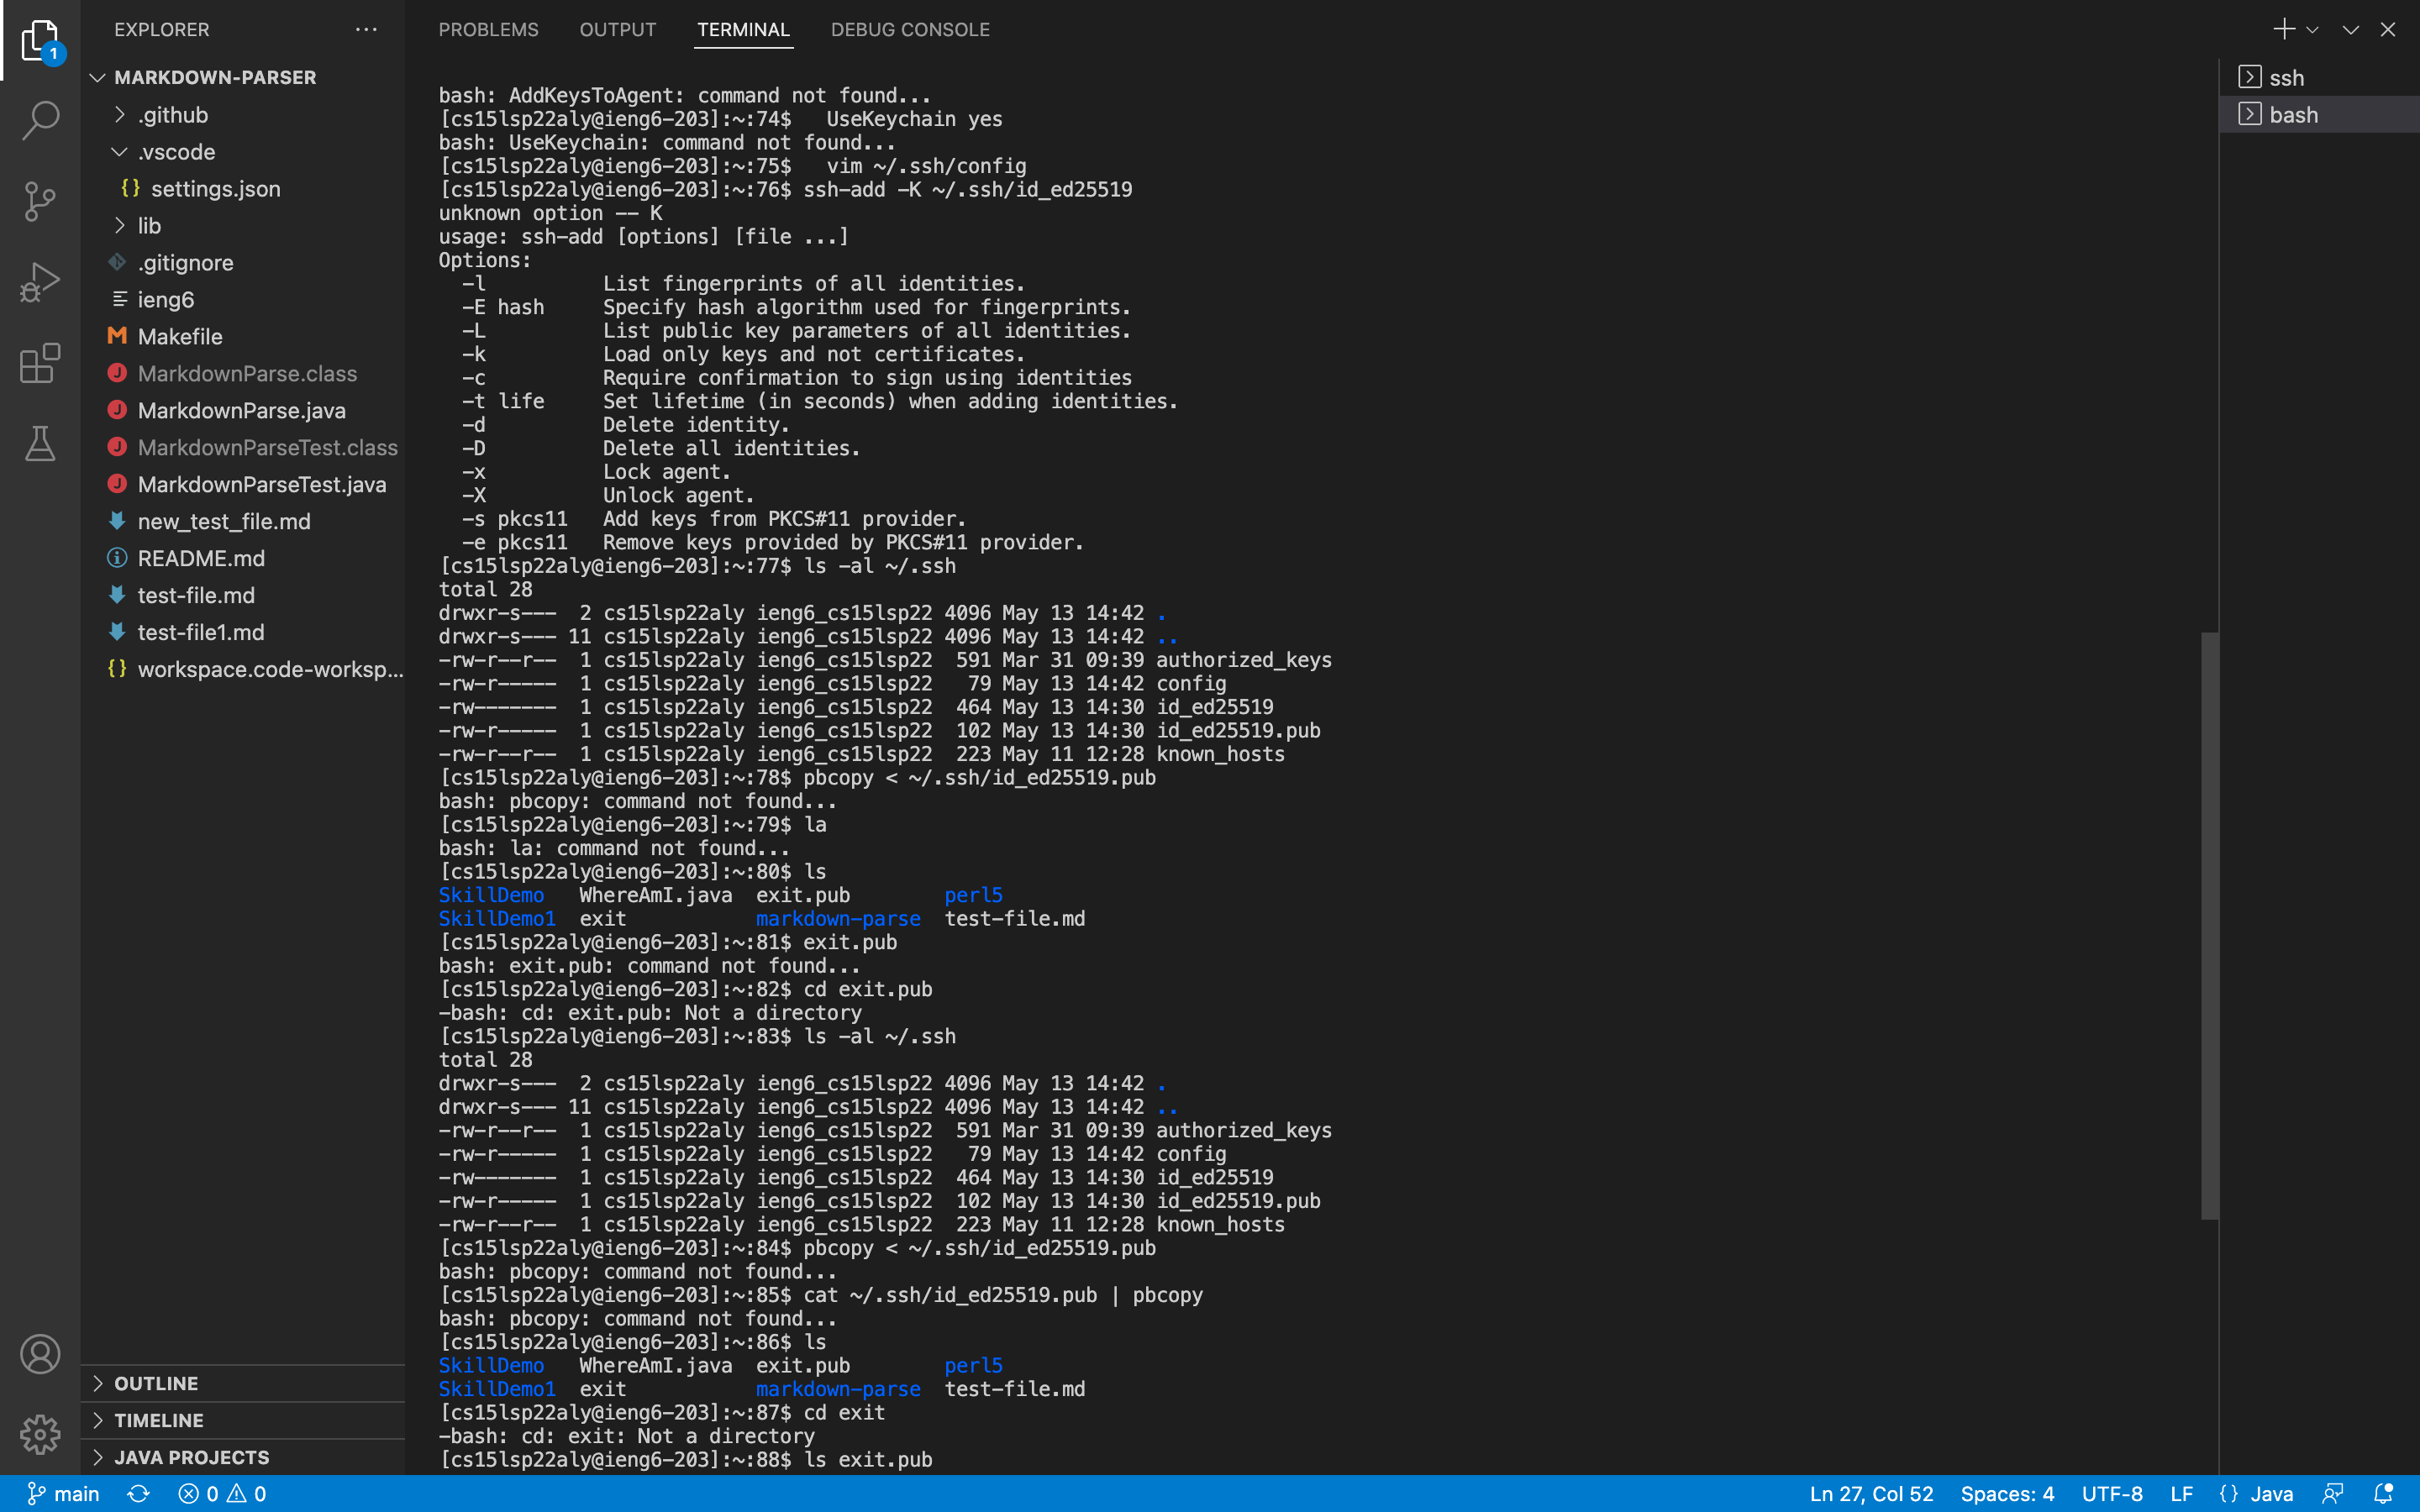 EXPLORER
1
MARKDOWN-PARSER
.github
.vscode
{} settings.json
lib
.gitignore
ieng6
M Makefile
J MarkdownParse.class
J MarkdownParse.java
J MarkdownParseTest.class
J MarkdownParseTest.java
new_test_file.md
README.md
test-file.md
test-file1.md
{} workspace.code-worksp...
OUTLINE
TIMELINE
JAVA PROJECTS
PROBLEMS OUTPUT TERMINAL DEBUG CONSOLE
bash: AddKeysToAgent: command not found...
[cs15lsp22aly@ieng6-203]:~:74$   UseKeychain yes
bash: UseKeychain: command not found...
[cs15lsp22aly@ieng6-203]:~:75$   vim ~/.ssh/config
[cs15lsp22aly@ieng6-203]:~:76$ ssh-add -K ~/.ssh/id_ed25519
unknown option -- K
usage: ssh-add [options] [file ...]
Options:
  -l          List fingerprints of all identities.
  -E hash     Specify hash algorithm used for fingerprints.
  -L          List public key parameters of all identities.
  -k          Load only keys and not certificates.
  -c          Require confirmation to sign using identities
  -t life     Set lifetime (in seconds) when adding identities.
  -d          Delete identity.
  -D          Delete all identities.
  -x          Lock agent.
  -X          Unlock agent.
  -s pkcs11   Add keys from PKCS#11 provider.
  -e pkcs11   Remove keys provided by PKCS#11 provider.
[cs15lsp22aly@ieng6-203]:~:77$ ls -al ~/.ssh
total 28
drwxr-s---  2 cs15lsp22aly ieng6_cs15lsp22 4096 May 13 14:42 .
drwxr-s--- 11 cs15lsp22aly ieng6_cs15lsp22 4096 May 13 14:42 ..
-rw-r--r--  1 cs15lsp22aly ieng6_cs15lsp22  591 Mar 31 09:39 authorized_keys
-rw-r-----  1 cs15lsp22aly ieng6_cs15lsp22   79 May 13 14:42 config
-rw-------  1 cs15lsp22aly ieng6_cs15lsp22  464 May 13 14:30 id_ed25519
-rw-r-----  1 cs15lsp22aly ieng6_cs15lsp22  102 May 13 14:30 id_ed25519.pub
-rw-r--r--  1 cs15lsp22aly ieng6_cs15lsp22  223 May 11 12:28 known_hosts
[cs15lsp22aly@ieng6-203]:~:78$ pbcopy < ~/.ssh/id_ed25519.pub
bash: pbcopy: command not found...
[cs15lsp22aly@ieng6-203]:~:79$ la
bash: la: command not found...
[cs15lsp22aly@ieng6-203]:~:80$ ls
SkillDemo   WhereAmI.java  exit.pub        perl5
SkillDemo1  exit           markdown-parse  test-file.md
[cs15lsp22aly@ieng6-203]:~:81$ exit.pub
bash: exit.pub: command not found...
[cs15lsp22aly@ieng6-203]:~:82$ cd exit.pub
-bash: cd: exit.pub: Not a directory
[cs15lsp22aly@ieng6-203]:~:83$ ls -al ~/.ssh
total 28
drwxr-s---  2 cs15lsp22aly ieng6_cs15lsp22 4096 May 13 14:42 .
drwxr-s--- 11 cs15lsp22aly ieng6_cs15lsp22 4096 May 13 14:42 ..
-rw-r--r--  1 cs15lsp22aly ieng6_cs15lsp22  591 Mar 31 09:39 authorized_keys
-rw-r-----  1 cs15lsp22aly ieng6_cs15lsp22   79 May 13 14:42 config
-rw-------  1 cs15lsp22aly ieng6_cs15lsp22  464 May 13 14:30 id_ed25519
-rw-r-----  1 cs15lsp22aly ieng6_cs15lsp22  102 May 13 14:30 id_ed25519.pub
-rw-r--r--  1 cs15lsp22aly ieng6_cs15lsp22  223 May 11 12:28 known_hosts
[cs15lsp22aly@ieng6-203]:~:84$ pbcopy < ~/.ssh/id_ed25519.pub
bash: pbcopy: command not found...
[cs15lsp22aly@ieng6-203]:~:85$ cat ~/.ssh/id_ed25519.pub | pbcopy
bash: pbcopy: command not found...
[cs15lsp22aly@ieng6-203]:~:86$ ls
SkillDemo   WhereAmI.java  exit.pub        perl5
SkillDemo1  exit           markdown-parse  test-file.md
[cs15lsp22aly@ieng6-203]:~:87$ cd exit
-bash: cd: exit: Not a directory
[cs15lsp22aly@ieng6-203]:~:88$ ls exit.pub
ssh
bash
main 0 0 Ln 27, Col 52 Spaces: 4 UTF-8 LF {} Java